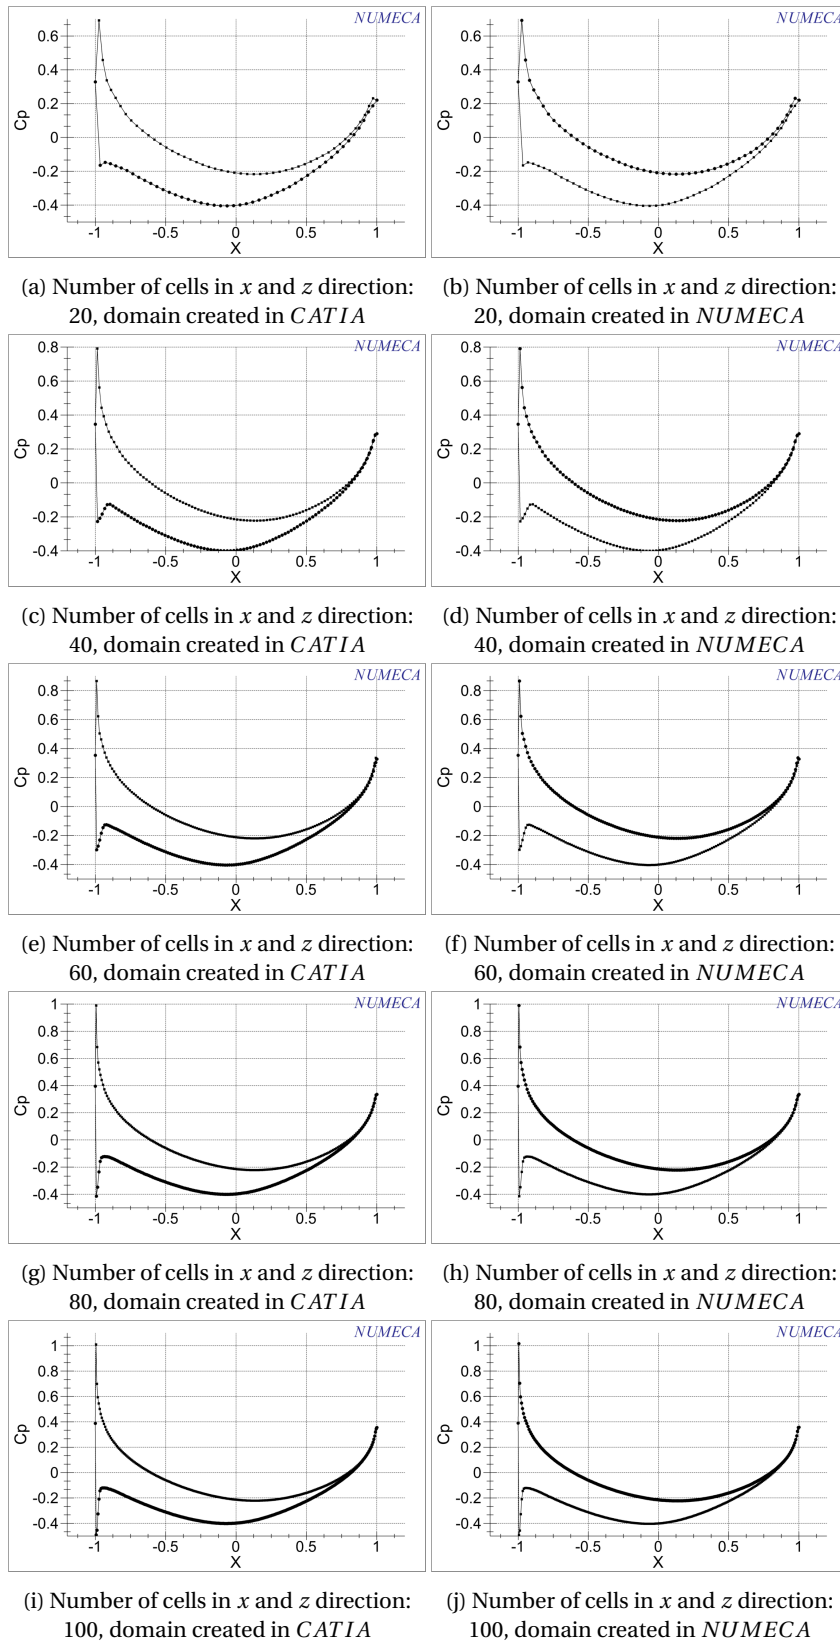 NUMECA
0.6
0.4
0.2
0
-0.2
-0.4
Cp
-1 -0.5 0 0.5 1
X
NUMECA
0.6
0.4
0.2
0
-0.2
-0.4
Cp
-1 -0.5 0 0.5 1
X
(a) Number of cells in x and z direction:
20, domain created in CATIA
(b) Number of cells in x and z direction:
20, domain created in NUMECA
NUMECA
0.8
0.6
0.4
0.2
0
-0.2
-0.4
Cp
-1 -0.5 0 0.5 1
X
NUMECA
0.8
0.6
0.4
0.2
0
-0.2
-0.4
Cp
-1 -0.5 0 0.5 1
X
(c) Number of cells in x and z direction:
40, domain created in CATIA
(d) Number of cells in x and z direction:
40, domain created in NUMECA
NUMECA
0.8
0.6
0.4
0.2
0
-0.2
-0.4
Cp
-1 -0.5 0 0.5 1
X
NUMECA
0.8
0.6
0.4
0.2
0
-0.2
-0.4
Cp
-1 -0.5 0 0.5 1
X
(e) Number of cells in x and z direction:
60, domain created in CATIA
(f) Number of cells in x and z direction:
60, domain created in NUMECA
NUMECA
1
0.8
0.6
0.4
0.2
0
-0.2
-0.4
Cp
-1 -0.5 0 0.5 1
X
NUMECA
1
0.8
0.6
0.4
0.2
0
-0.2
-0.4
Cp
-1 -0.5 0 0.5 1
X
(g) Number of cells in x and z direction:
80, domain created in CATIA
(h) Number of cells in x and z direction:
80, domain created in NUMECA
NUMECA
1
0.8
0.6
0.4
0.2
0
-0.2
-0.4
Cp
-1 -0.5 0 0.5 1
X
NUMECA
1
0.8
0.6
0.4
0.2
0
-0.2
-0.4
Cp
-1 -0.5 0 0.5 1
X
(i) Number of cells in x and z direction:
100, domain created in CATIA
(j) Number of cells in x and z direction:
100, domain created in NUMECA